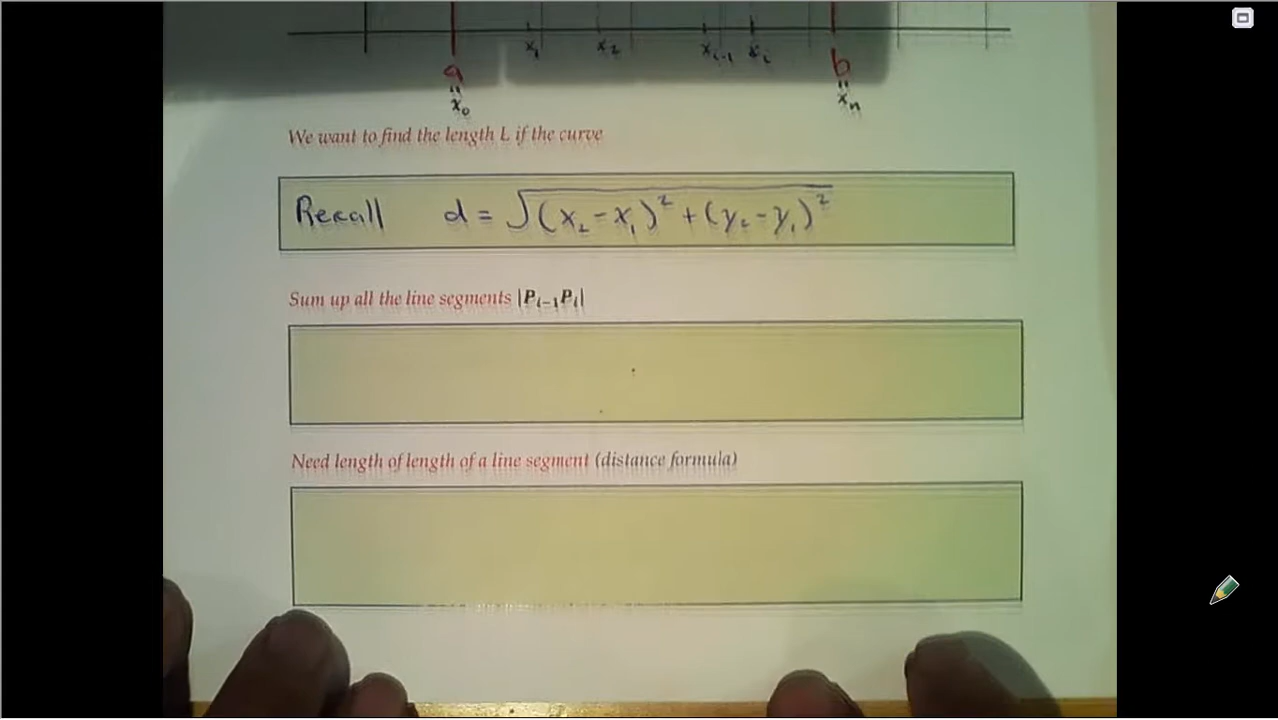 x₁ x₂ xᵢ₋₁ xᵢ
a b
"
x₀ "
xₙ
We want to find the length L if the curve
Recall d = √(x₂ - x₁)² + (y₂ - y₁)²
Sum up all the line segments |Pᵢ₋₁Pᵢ|
Need length of length of a line segment (distance formula)